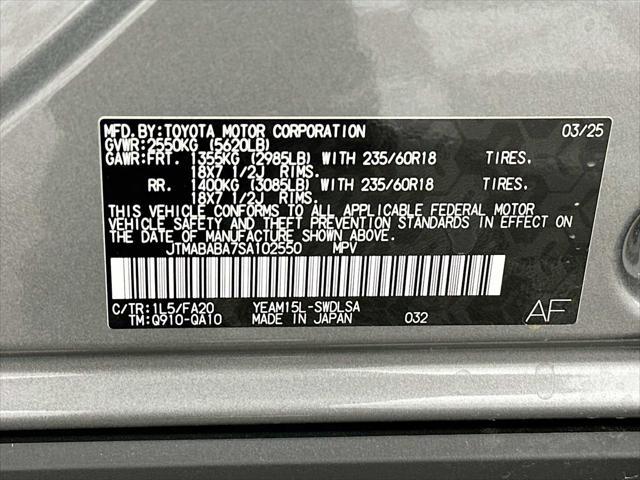 MFD.BY:TOYOTA MOTOR CORPORATION 03/25
GVWR:2550KG (5620LB)
GAWR:FRT. 1355KG (2985LB) WITH 235/60R18 TIRES.
18X7 1/2J RIMS.
RR. 1400KG (3085LB) WITH 235/60R18 TIRES.
18X7 1/2J RIMS.
THIS VEHICLE CONFORMS TO ALL APPLICABLE FEDERAL MOTOR
VEHICLE SAFETY AND THEFT PREVENTION STANDARDS IN EFFECT ON
THE DATE OF MANUFACTURE SHOWN ABOVE.
JTMABABA7SA102550 MPV
C/TR:1L5/FA20 YEAM15L-SWDLSA
TM:Q910-QA10 MADE IN JAPAN 032 AF